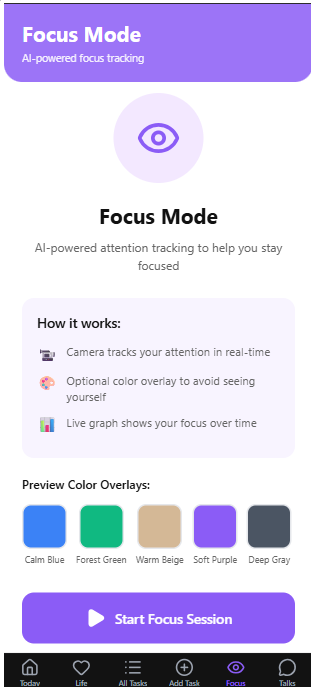 Focus Mode
AI-powered focus tracking
Focus Mode
AI-powered attention tracking to help you stay
focused
How it works:
Camera tracks your attention in real-time
Optional color overlay to avoid seeing
yourself
Live graph shows your focus over time
Preview Color Overlays:
Calm Blue Forest Green Warm Beige Soft Purple Deep Gray
Start Focus Session
Today Life All Tasks Add Task Focus Talks